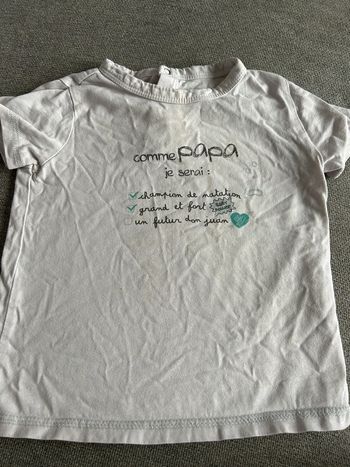 comme papa
je serai :
champion de natation
grand et fort
un futur don juan